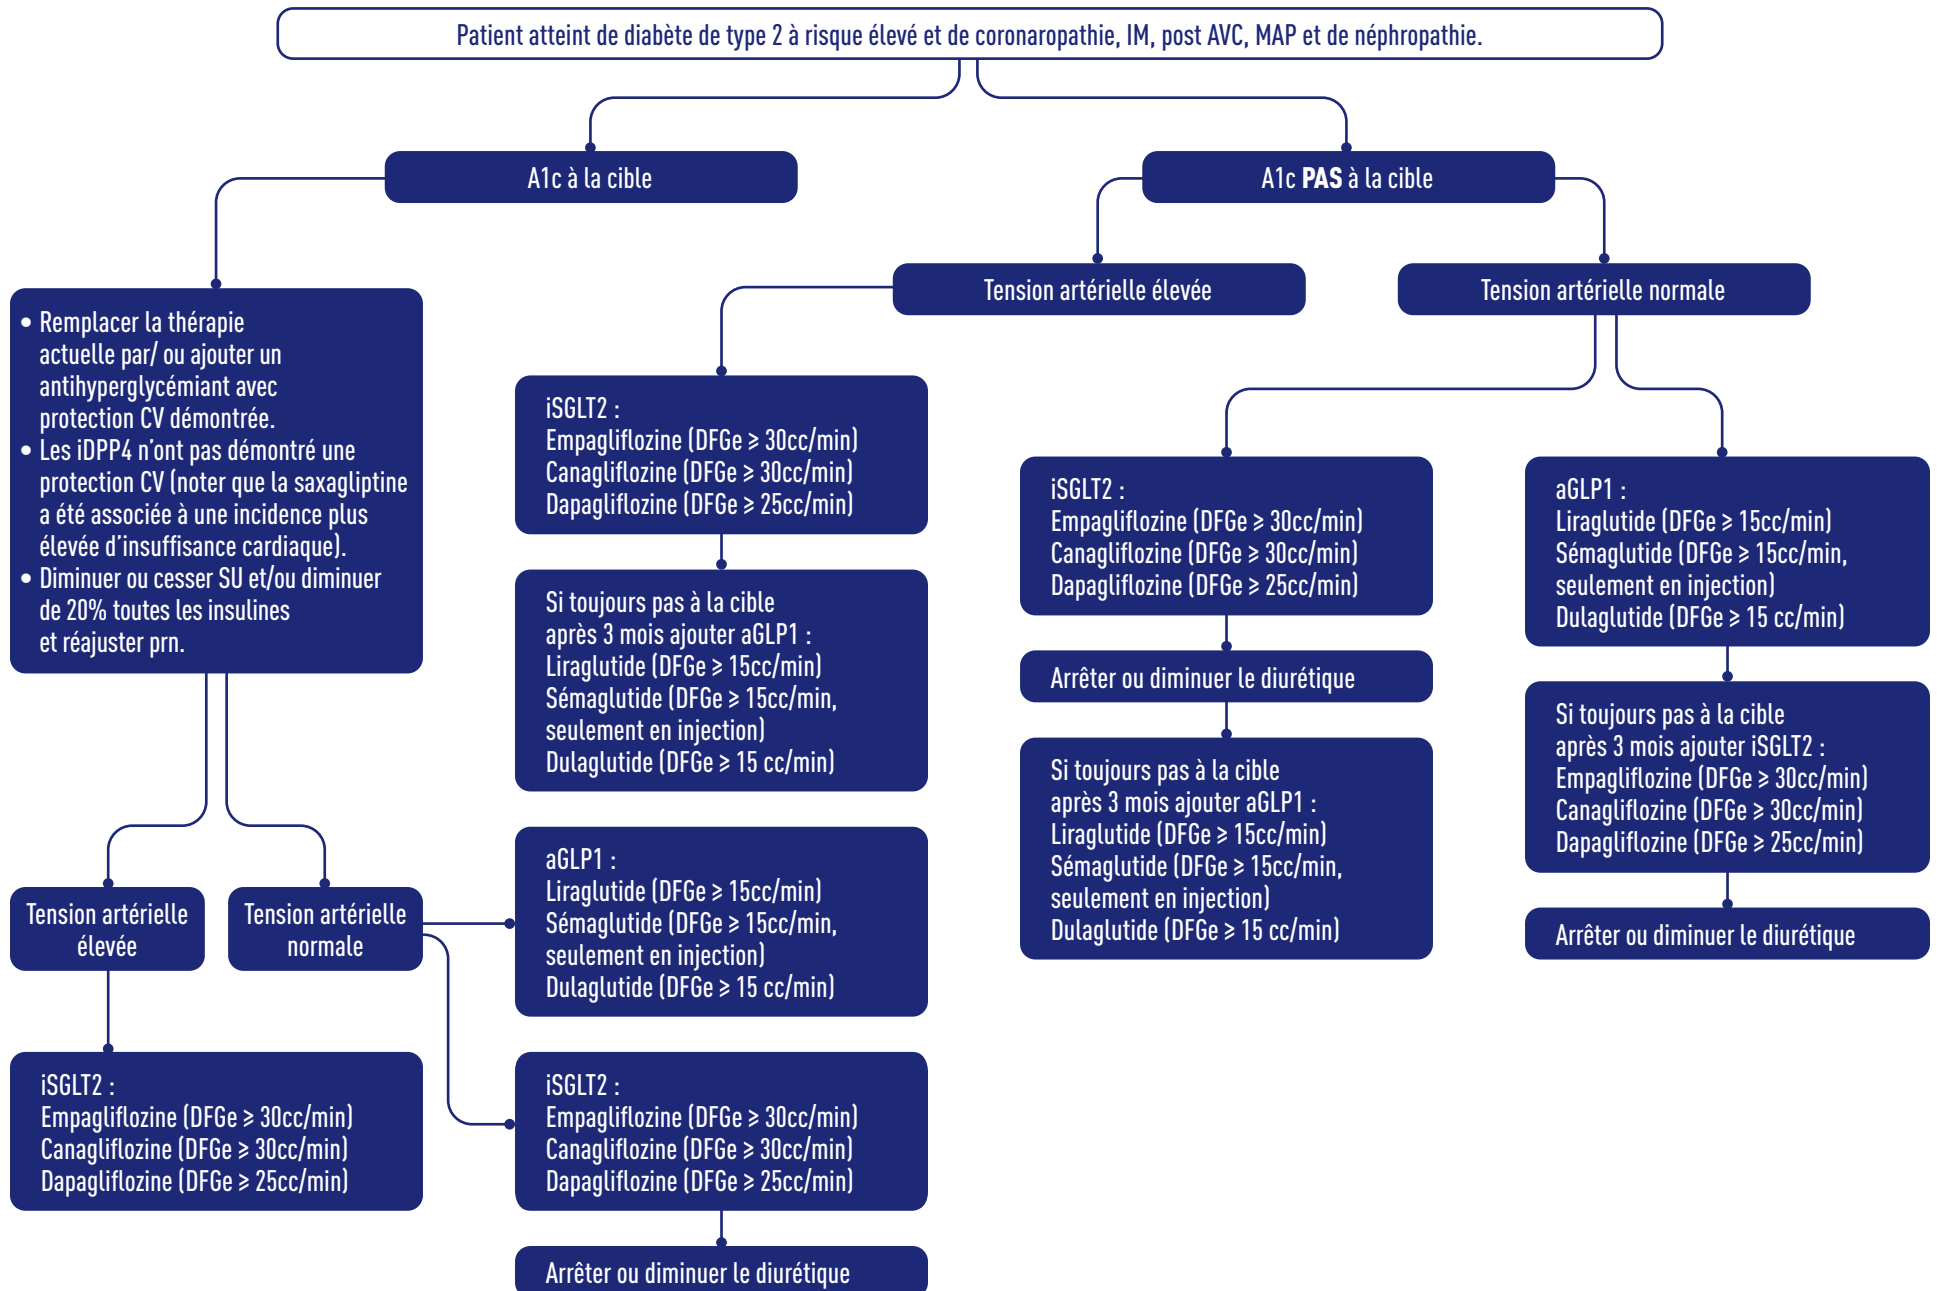 Patient atteint de diabète de type 2 à risque élevé et de coronaropathie, IM, post AVC, MAP et de néphropathie.
A1c à la cible
A1c PAS à la cible
Tension artérielle élevée
Tension artérielle normale
• Remplacer la thérapie
actuelle par/ ou ajouter un
antihyperglycémiant avec
protection CV démontrée.
• Les iDPP4 n’ont pas démontré une
protection CV (noter que la saxagliptine
a été associée à une incidence plus
élevée d’insuffisance cardiaque).
• Diminuer ou cesser SU et/ou diminuer
de 20% toutes les insulines
et réajuster prn.
Tension artérielle
élevée
Tension artérielle
normale
iSGLT2 :
Empagliflozine (DFGe ≥ 30cc/min)
Canagliflozine (DFGe ≥ 30cc/min)
Dapagliflozine (DFGe ≥ 25cc/min)
iSGLT2 :
Empagliflozine (DFGe ≥ 30cc/min)
Canagliflozine (DFGe ≥ 30cc/min)
Dapagliflozine (DFGe ≥ 25cc/min)
Si toujours pas à la cible
après 3 mois ajouter aGLP1 :
Liraglutide (DFGe ≥ 15cc/min)
Sémaglutide (DFGe ≥ 15cc/min,
seulement en injection)
Dulaglutide (DFGe ≥ 15 cc/min)
aGLP1 :
Liraglutide (DFGe ≥ 15cc/min)
Sémaglutide (DFGe ≥ 15cc/min,
seulement en injection)
Dulaglutide (DFGe ≥ 15 cc/min)
iSGLT2 :
Empagliflozine (DFGe ≥ 30cc/min)
Canagliflozine (DFGe ≥ 30cc/min)
Dapagliflozine (DFGe ≥ 25cc/min)
Arrêter ou diminuer le diurétique
iSGLT2 :
Empagliflozine (DFGe ≥ 30cc/min)
Canagliflozine (DFGe ≥ 30cc/min)
Dapagliflozine (DFGe ≥ 25cc/min)
Arrêter ou diminuer le diurétique
Si toujours pas à la cible
après 3 mois ajouter aGLP1 :
Liraglutide (DFGe ≥ 15cc/min)
Sémaglutide (DFGe ≥ 15cc/min,
seulement en injection)
Dulaglutide (DFGe ≥ 15 cc/min)
aGLP1 :
Liraglutide (DFGe ≥ 15cc/min)
Sémaglutide (DFGe ≥ 15cc/min,
seulement en injection)
Dulaglutide (DFGe ≥ 15 cc/min)
Si toujours pas à la cible
après 3 mois ajouter iSGLT2 :
Empagliflozine (DFGe ≥ 30cc/min)
Canagliflozine (DFGe ≥ 30cc/min)
Dapagliflozine (DFGe ≥ 25cc/min)
Arrêter ou diminuer le diurétique